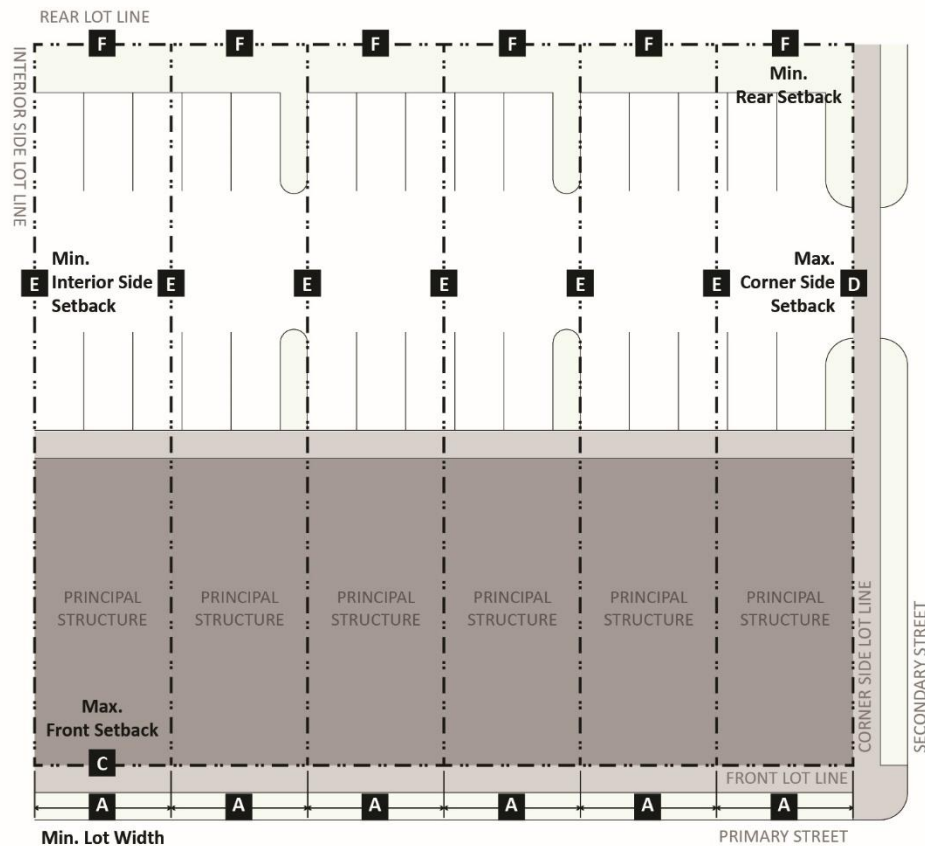 REAR LOT LINE
F F F F F F
Min.
Rear Setback
INTERIOR SIDE LOT LINE
Min.
Interior Side
Setback
E E E E E E
Max.
Corner Side
Setback
D
PRINCIPAL
STRUCTURE
PRINCIPAL
STRUCTURE
PRINCIPAL
STRUCTURE
PRINCIPAL
STRUCTURE
PRINCIPAL
STRUCTURE
PRINCIPAL
STRUCTURE
CORNER SIDE LOT LINE
SECONDARY STREET
Max.
Front Setback
C
FRONT LOT LINE
A A A A A A
Min. Lot Width
PRIMARY STREET